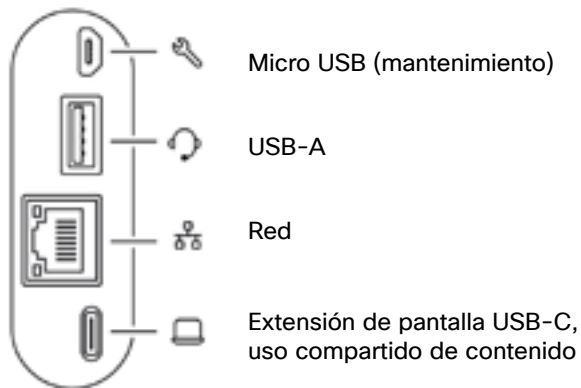 Micro USB (mantenimiento)
USB-A
Red
Extensión de pantalla USB-C,
uso compartido de contenido